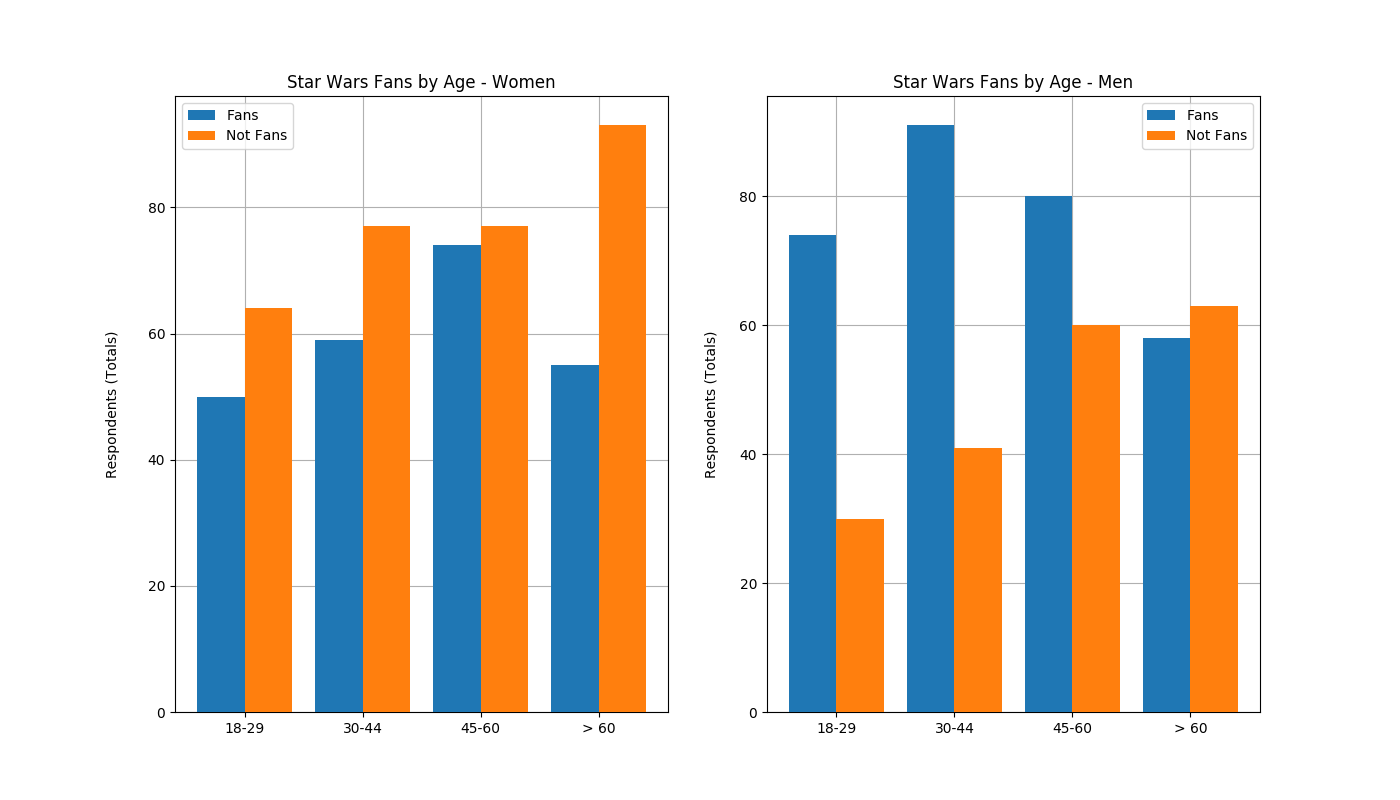 Star Wars Fans by Age - Women
Fans
Not Fans
Respondents (Totals)
80
60
40
20
0
18-29
30-44
45-60
> 60
Star Wars Fans by Age - Men
Fans
Not Fans
Respondents (Totals)
80
60
40
20
0
18-29
30-44
45-60
> 60